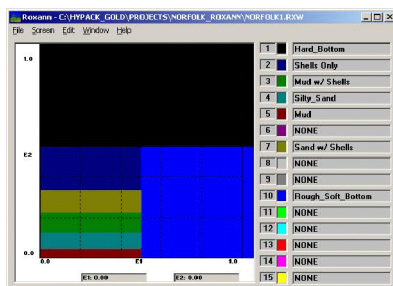 Roxann - C:\HYPACK_GOLD\PROJECTS\NORFOLK_ROXANN\NORFOLK1.RXW
File Screen Edit Window Help
1.0
E2
0.0
0.0 E1 1.0
E1: 0.00 E2: 0.00
1 Hard_Bottom
2 Shells Only
3 Mud w/ Shells
4 Silty_Sand
5 Mud
6 NONE
7 Sand w/ Shells
8 NONE
9 NONE
10 Rough_Soft_Bottom
11 NONE
12 NONE
13 NONE
14 NONE
15 NONE